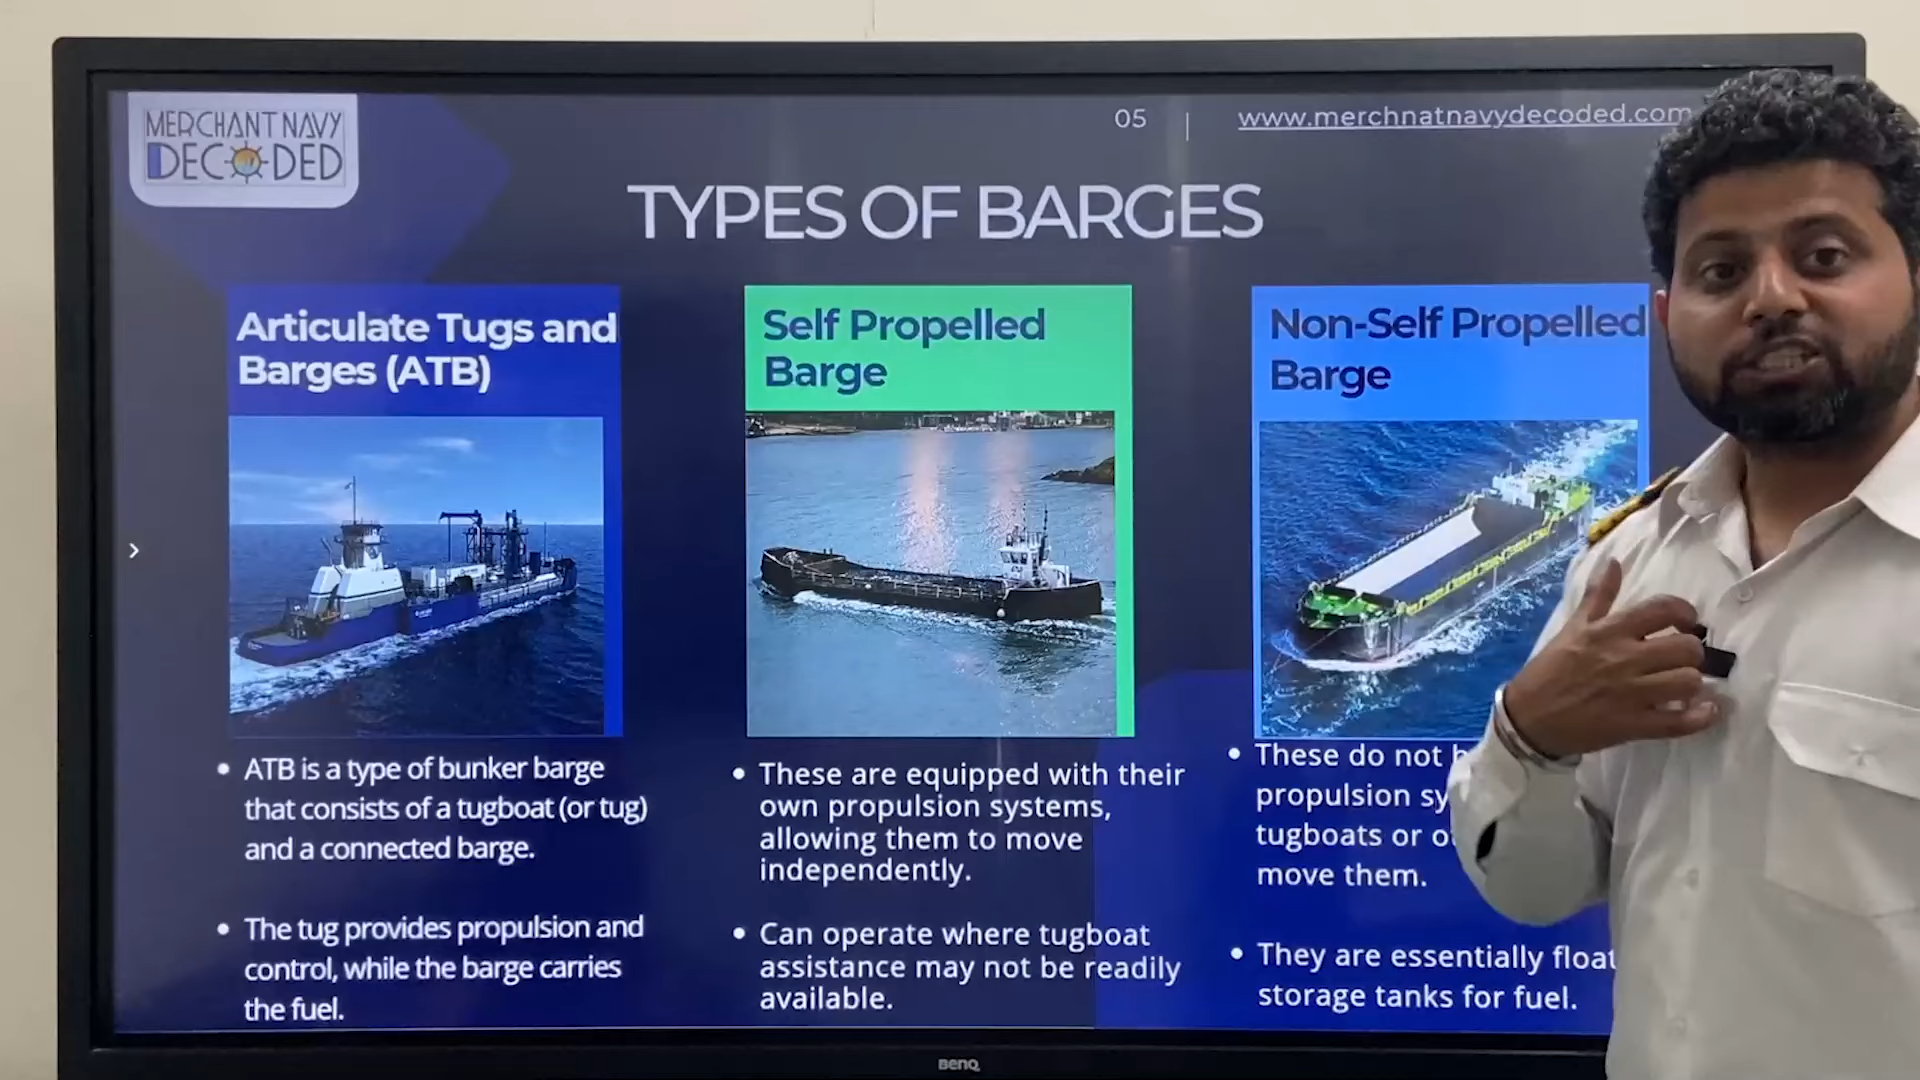 MERCHANT NAVY
DECODED
05
www.merchnatnavydecoded.com
TYPES OF BARGES
Articulate Tugs and
Barges (ATB)
Self Propelled
Barge
Non-Self Propelled
Barge
• ATB is a type of bunker barge
that consists of a tugboat (or tug)
and a connected barge.
• The tug provides propulsion and
control, while the barge carries
the fuel.
• These are equipped with their
own propulsion systems,
allowing them to move
independently.
• Can operate where tugboat
assistance may not be readily
available.
• These do not
propulsion
tugboats or
move them.
• They are essentially
storage tanks for fuel.
BenQ